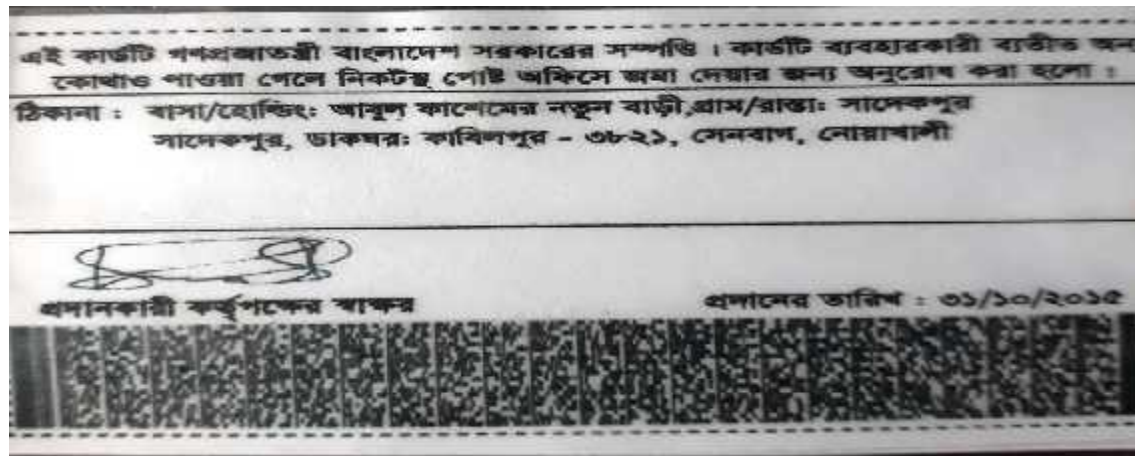 এই কার্ডটি গণপ্রজাতন্ত্রী বাংলাদেশ সরকারের সম্পত্তি । কার্ডটি ব্যবহারকারী ব্যতীত অন্য
কোথাও পাওয়া গেলে নিকটস্থ পোষ্ট অফিসে জমা দেয়ার জন্য অনুরোধ করা হলো ।
ঠিকানা : বাসা/হোল্ডিং: আবুল কাশেমের নতুন বাড়ী,গ্রাম/রাস্তা: সাদেকপুর
সাদেকপুর, ডাকঘর: কাবিলপুর - ৩৮২১, সেনবাগ, নোয়াখালী
প্রদানকারী কর্তৃপক্ষের স্বাক্ষর
প্রদানের তারিখ : ৩১/১০/২০১৫